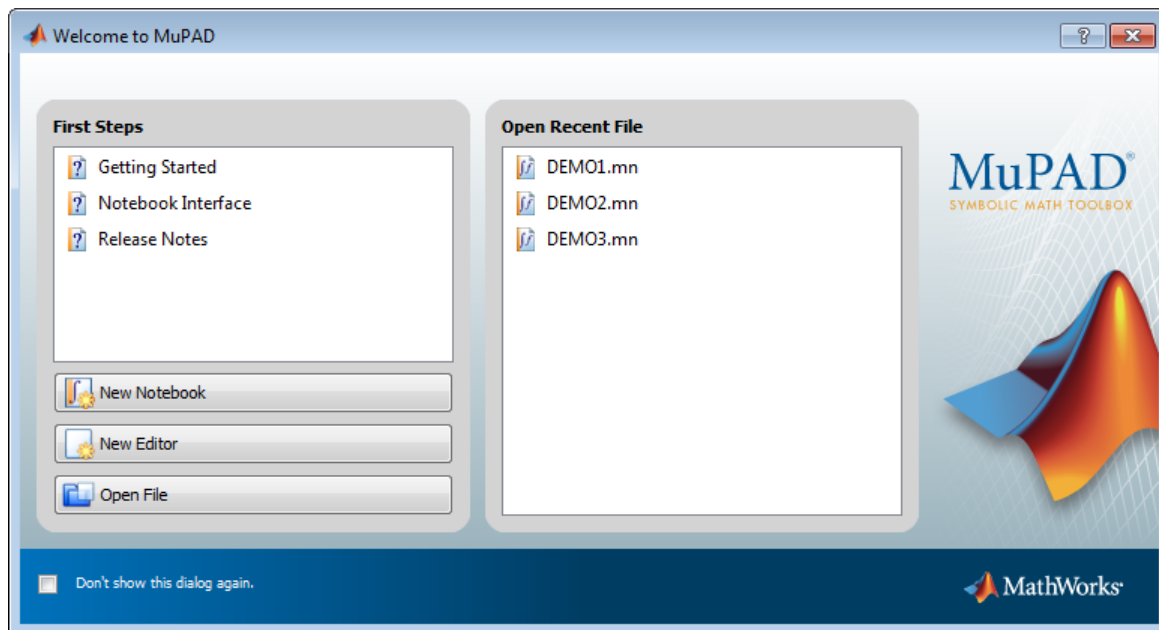 Welcome to MuPAD
First Steps
Getting Started
Notebook Interface
Release Notes
New Notebook
New Editor
Open File
Open Recent File
DEMO1.mn
DEMO2.mn
DEMO3.mn
MuPAD®
SYMBOLIC MATH TOOLBOX
Don't show this dialog again.
MathWorks®